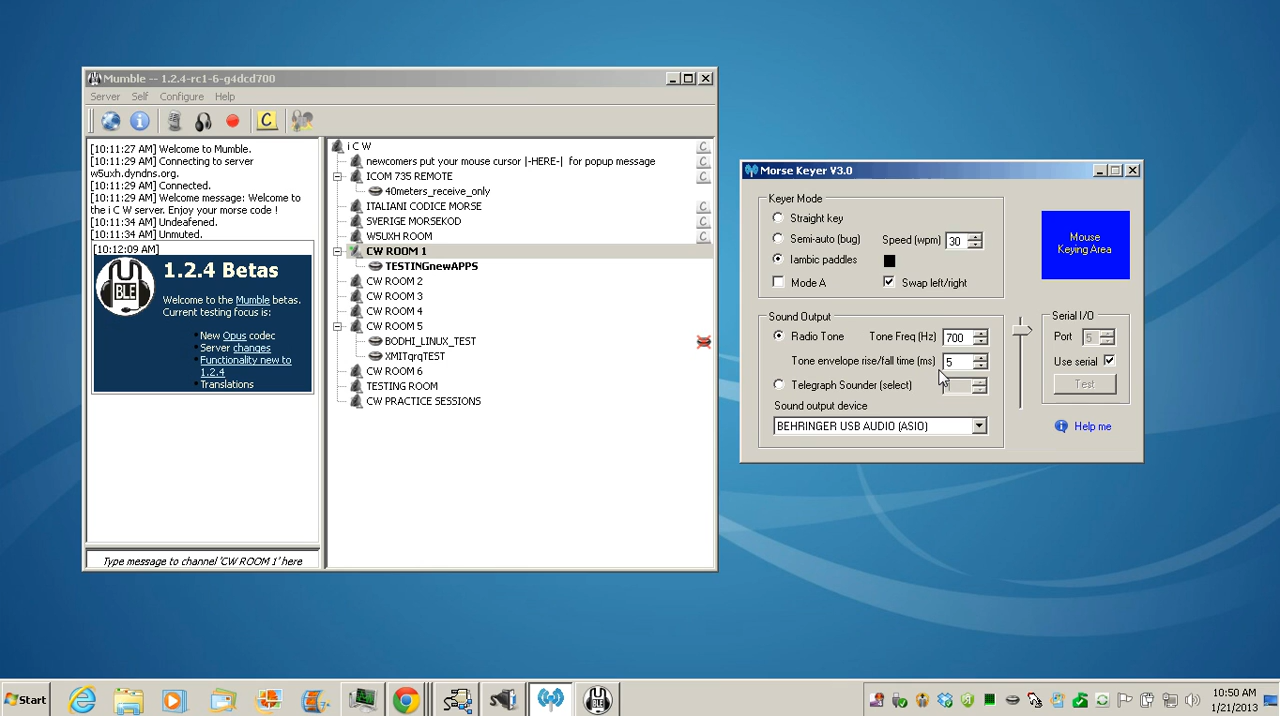 Mumble -- 1.2.4-rc1-6-g4dcd700
Server Self Configure Help
[10:11:27 AM] Welcome to Mumble.
[10:11:29 AM] Connecting to server
w5uxh.dyndns.org.
[10:11:29 AM] Connected.
[10:11:29 AM] Welcome message: Welcome to
the i C W server. Enjoy your morse code !
[10:11:34 AM] Undeafened.
[10:11:34 AM] Unmuted.
[10:12:09 AM]
BLE
1.2.4 Betas
Welcome to the Mumble betas.
Current testing focus is:
New Opus codec
Server changes
Functionality new to
1.2.4
Translations
Type message to channel 'CW ROOM 1' here
i C W
newcomers put your mouse cursor |-HERE-| for popup message
ICOM 735 REMOTE
40meters_receive_only
ITALIANI CODICE MORSE
SVERIGE MORSEKOD
W5UXH ROOM
CW ROOM 1
TESTINGnewAPPS
CW ROOM 2
CW ROOM 3
CW ROOM 4
CW ROOM 5
BODHI_LINUX_TEST
XMITqrqTEST
CW ROOM 6
TESTING ROOM
CW PRACTICE SESSIONS
Morse Keyer V3.0
Keyer Mode
Straight key
Semi-auto (bug) Speed (wpm) 30
Iambic paddles
Mode A Swap left/right
Mouse
Keying Area
Sound Output
Radio Tone Tone Freq (Hz) 700
Tone envelope rise/fall time (ms) 5
Telegraph Sounder (select)
Sound output device
BEHRINGER USB AUDIO (ASIO)
Serial I/O
Port 5
Use serial
Test
Help me
Start
BLE
10:50 AM
1/21/2013